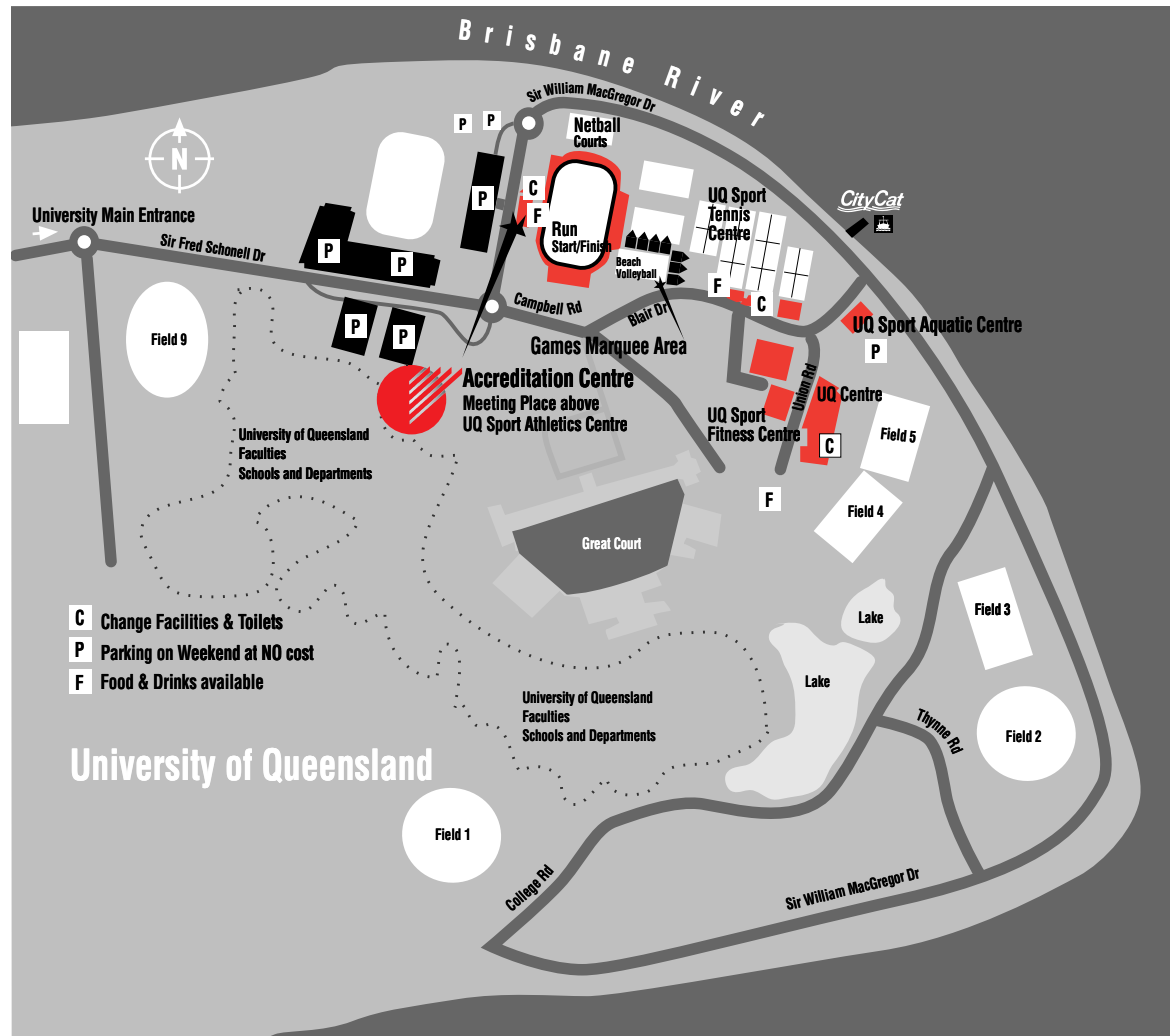 Brisbane River
Sir William MacGregor Dr
P
P
Netball
Courts
N
C
P
F
UQ Sport
Tennis
Centre
CityCat
University Main Entrance
Run
Start/Finish
Sir Fred Schonell Dr
P
P
Beach
Volleyball
F
C
Campbell Rd
Blair Dr
P
P
Field 9
Games Marquee Area
UQ Sport Aquatic Centre
P
Accreditation Centre
Meeting Place above
UQ Sport Athletics Centre
Union Rd
UQ Centre
UQ Sport
Fitness Centre
C
Field 5
University of Queensland
Faculties
Schools and Departments
F
Field 4
Great Court
C Change Facilities & Toilets
P Parking on Weekend at NO cost
F Food & Drinks available
Lake
Field 3
Lake
University of Queensland
Faculties
Schools and Departments
Thynne Rd
Field 2
University of Queensland
Field 1
College Rd
Sir William MacGregor Dr